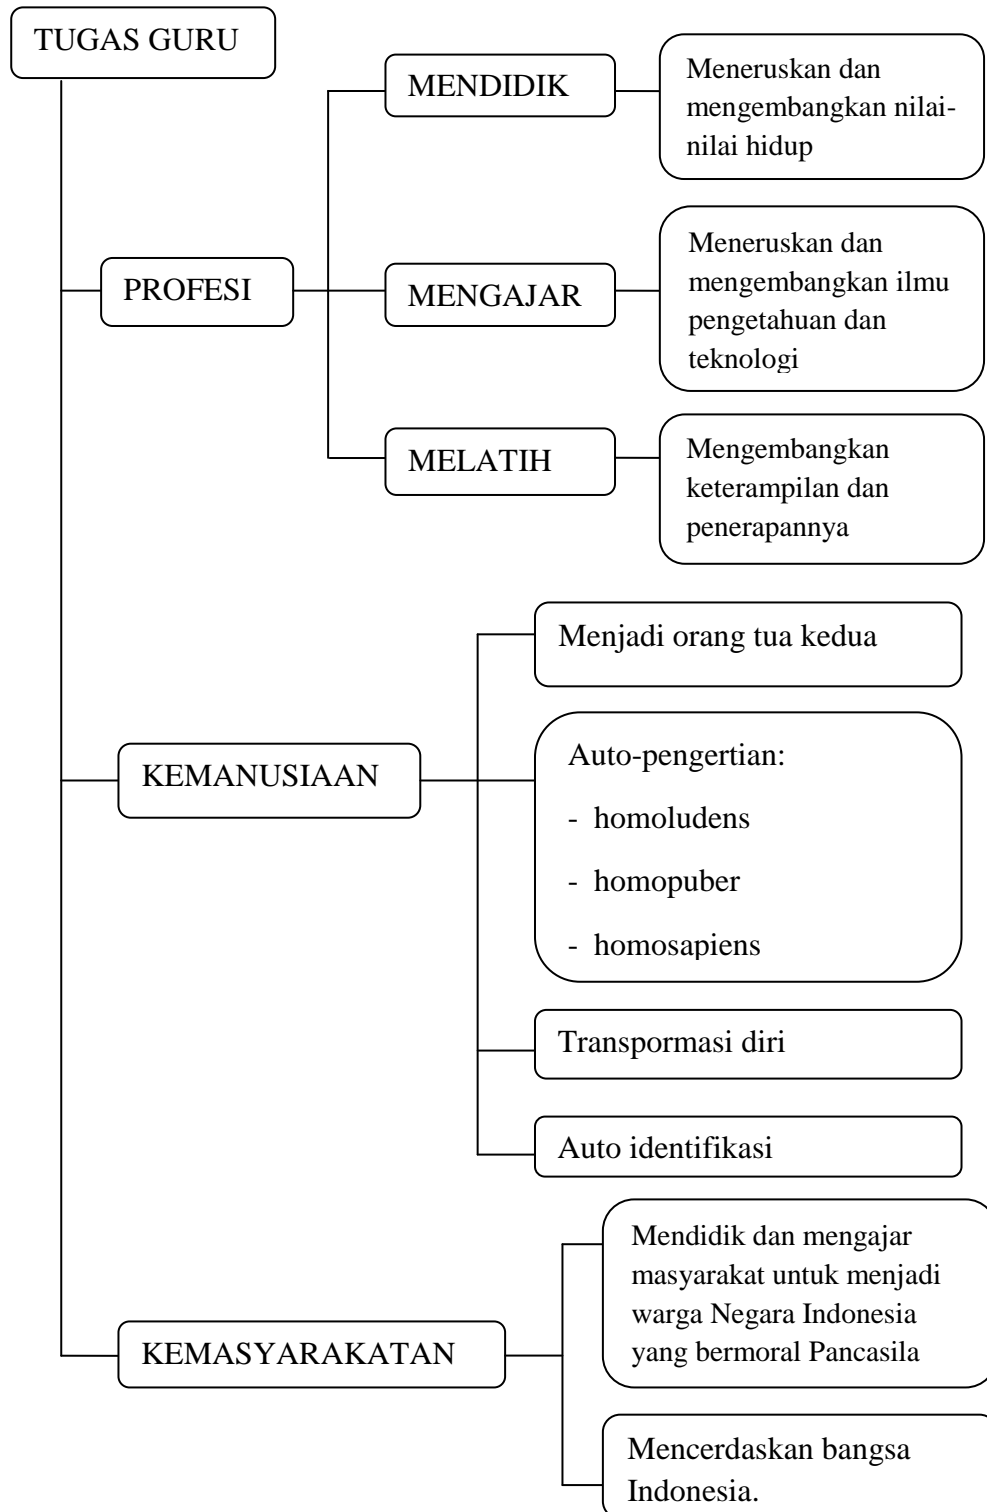 TUGAS GURU
MENDIDIK
Meneruskan dan
mengembangkan nilai-
nilai hidup
PROFESI
MENGAJAR
Meneruskan dan
mengembangkan ilmu
pengetahuan dan
teknologi
MELATIH
Mengembangkan
keterampilan dan
penerapannya
KEMANUSIAAN
Menjadi orang tua kedua
Auto-pengertian:
- homoludens
- homopuber
- homosapiens
Transpormasi diri
Auto identifikasi
KEMASYARAKATAN
Mendidik dan mengajar
masyarakat untuk menjadi
warga Negara Indonesia
yang bermoral Pancasila
Mencerdaskan bangsa
Indonesia.